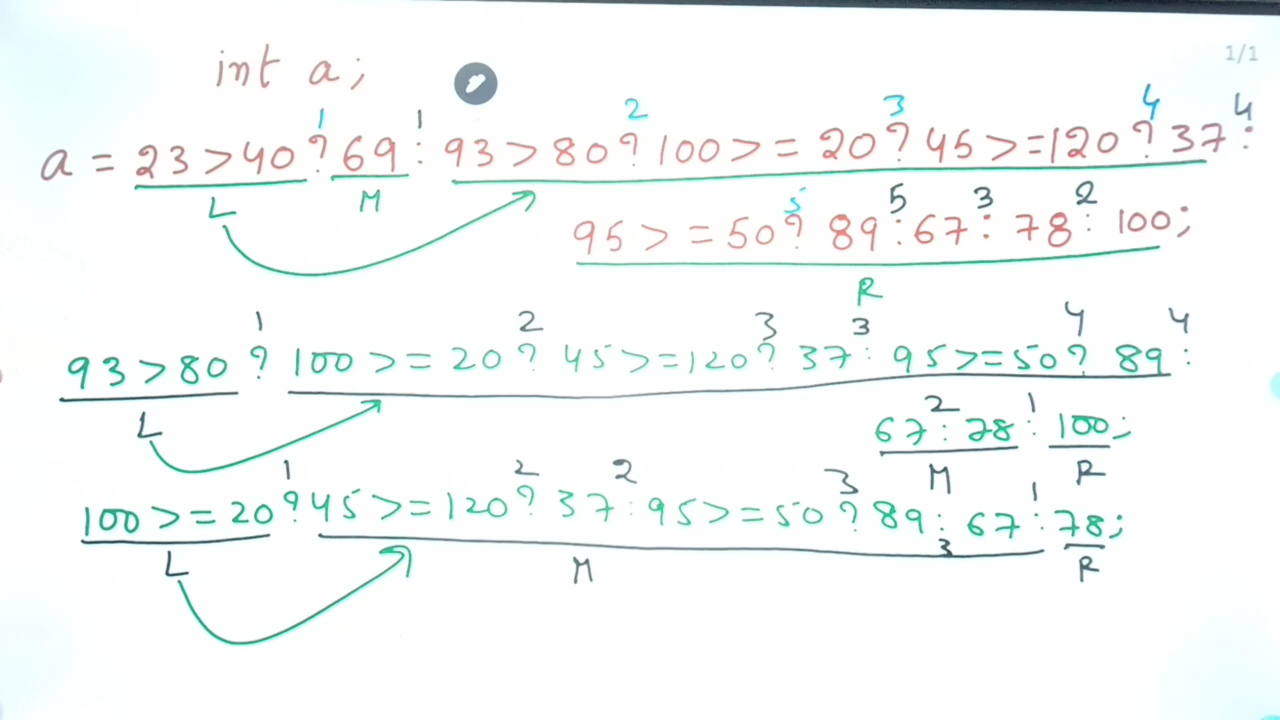 1/1
int a;
1 1 2 3 4 4
a = 23>40?69:93>80?100>=20?45>=120?37:
L M
5 5 3 2
95>=50?89:67:78:100;
R
1 2 3 3 4 4
93>80?100>=20?45>=120?37:95>=50?89:
L
2 1
67:78:100;
M R
1 2 2 3 1
100>=20?45>=120?37:95>=50?89:67:78;
3
L M R